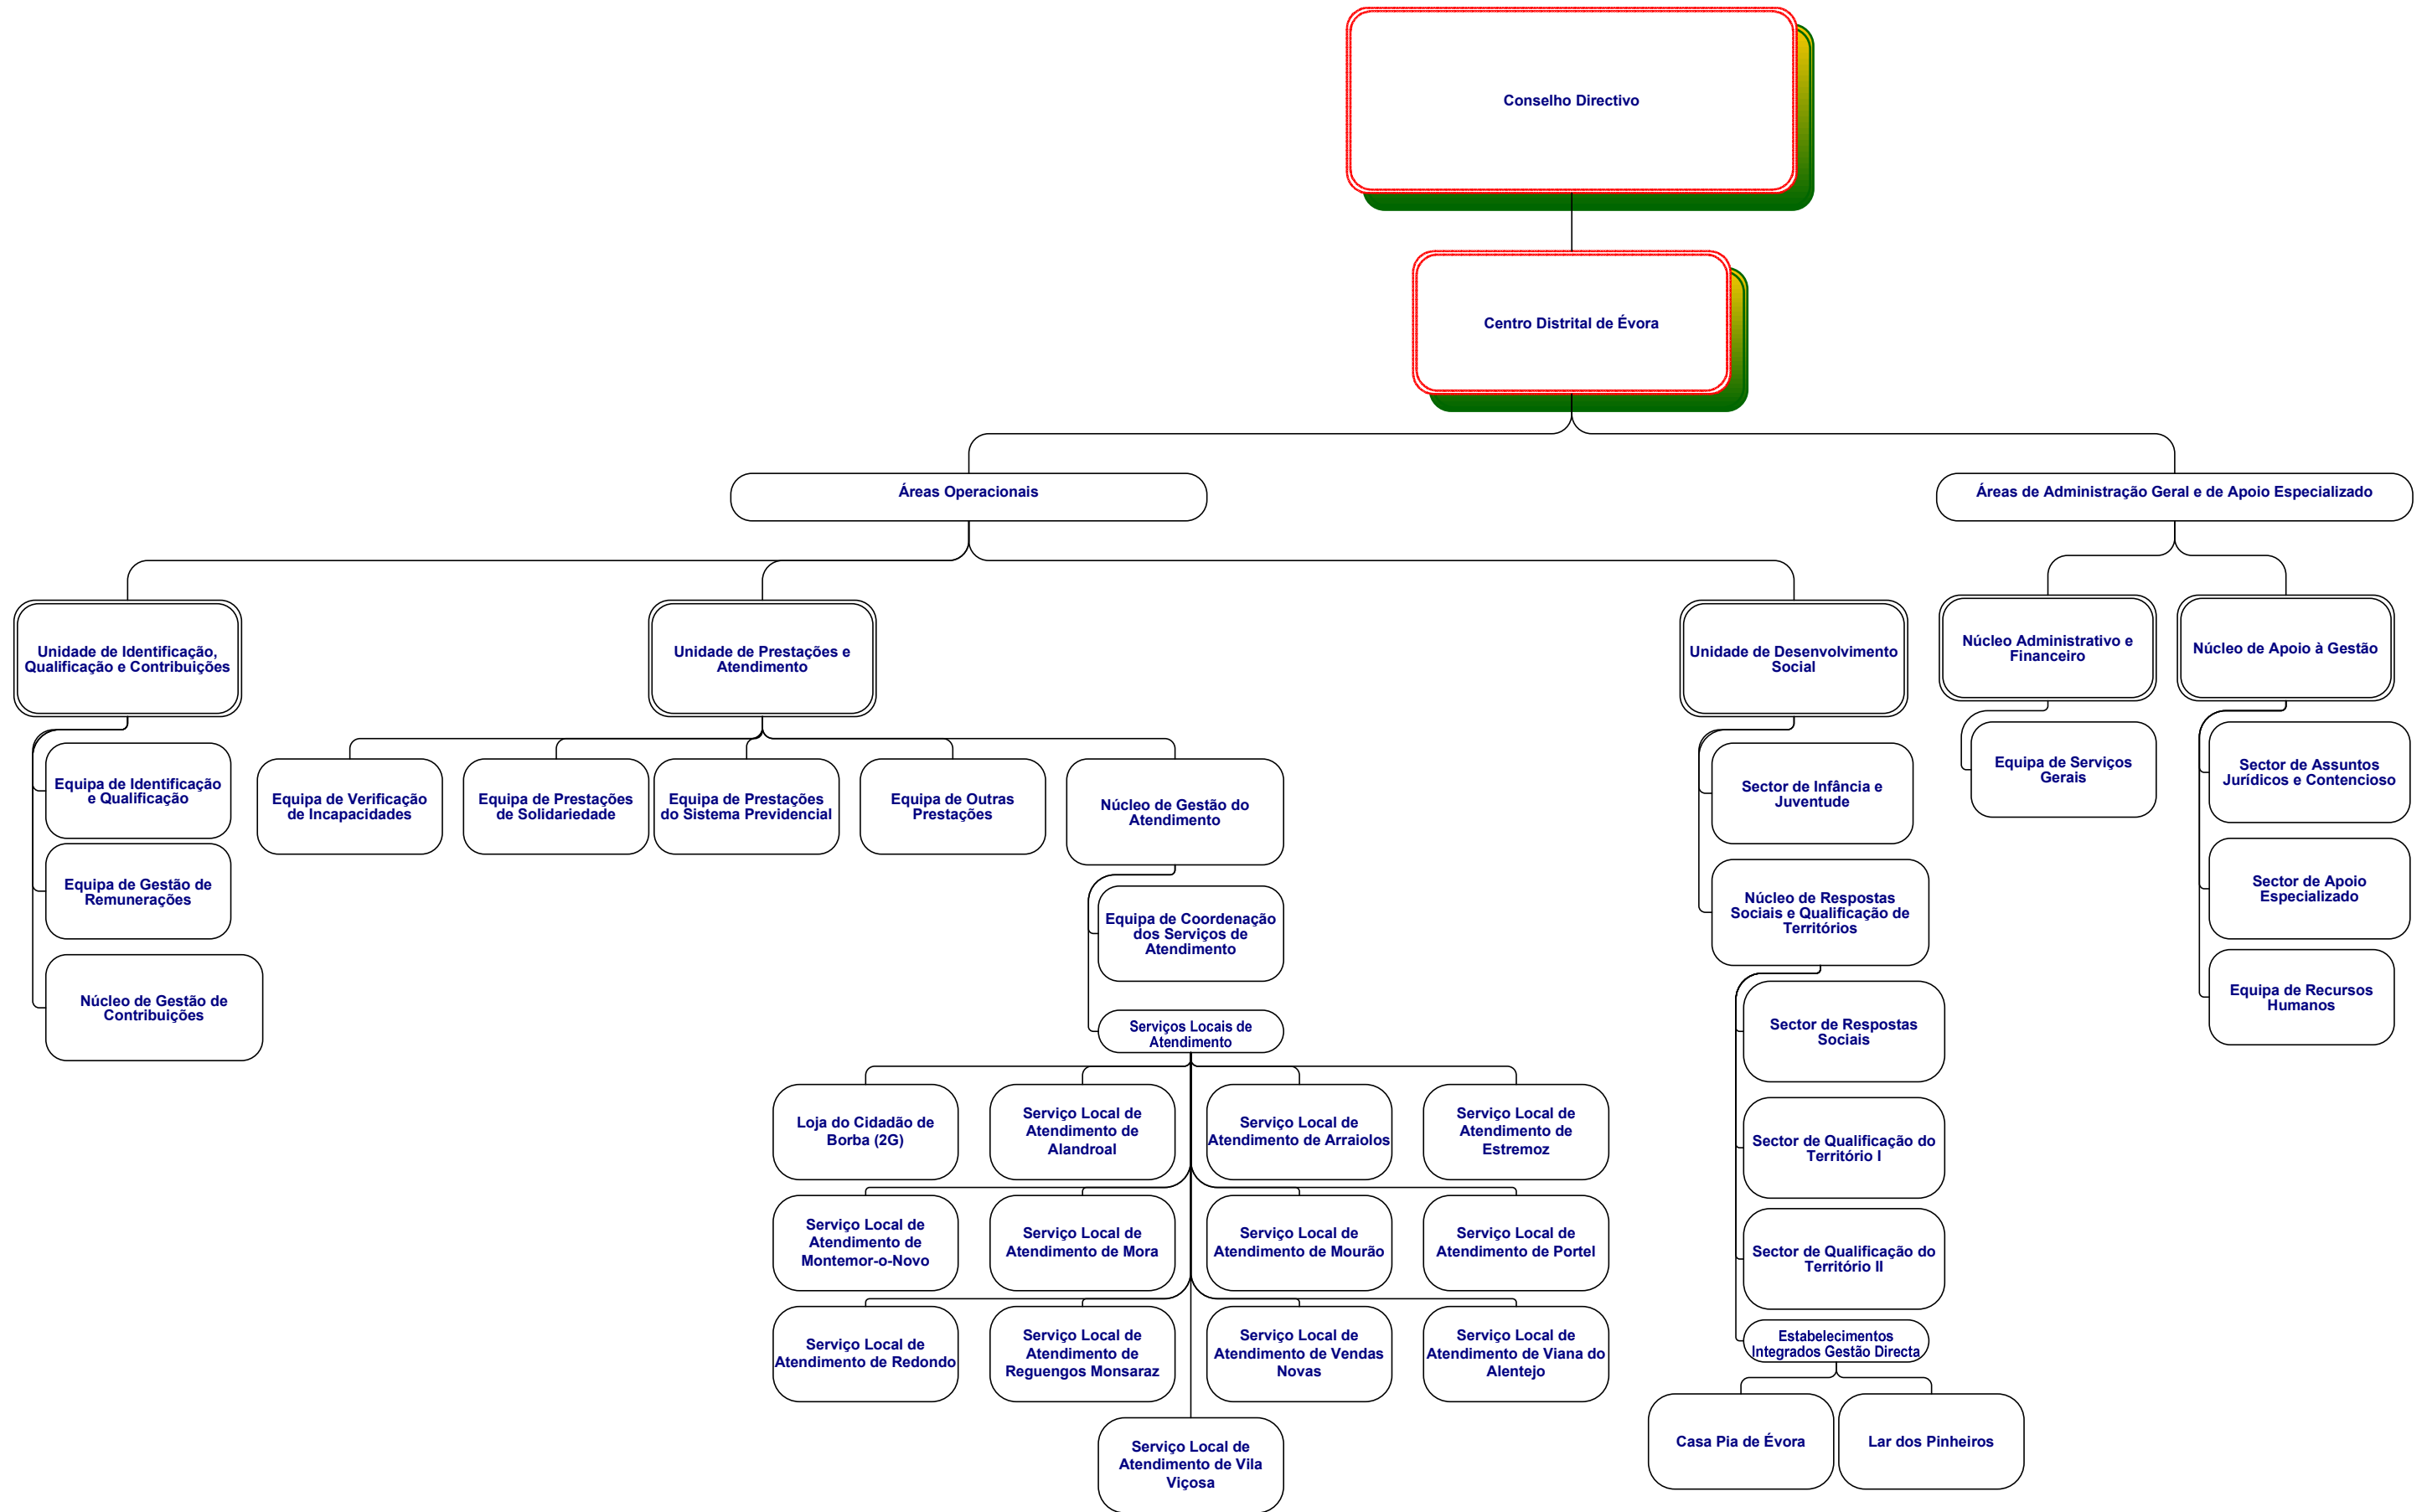 Conselho Directivo
Centro Distrital de Évora
Áreas Operacionais
Áreas de Administração Geral e de Apoio Especializado
Unidade de Identificação,
Qualificação e Contribuições
Unidade de Prestações e
Atendimento
Unidade de Desenvolvimento
Social
Núcleo Administrativo e
Financeiro
Núcleo de Apoio à Gestão
Equipa de Identificação
e Qualificação
Equipa de Gestão de
Remunerações
Núcleo de Gestão de
Contribuições
Equipa de Verificação
de Incapacidades
Equipa de Prestações
de Solidariedade
Equipa de Prestações
do Sistema Previdencial
Equipa de Outras
Prestações
Núcleo de Gestão do
Atendimento
Equipa de Coordenação
dos Serviços de
Atendimento
Serviços Locais de
Atendimento
Loja do Cidadão de
Borba (2G)
Serviço Local de
Atendimento de
Alandroal
Serviço Local de
Atendimento de Arraiolos
Serviço Local de
Atendimento de
Estremoz
Serviço Local de
Atendimento de
Montemor-o-Novo
Serviço Local de
Atendimento de Mora
Serviço Local de
Atendimento de Mourão
Serviço Local de
Atendimento de Portel
Serviço Local de
Atendimento de Redondo
Serviço Local de
Atendimento de
Reguengos Monsaraz
Serviço Local de
Atendimento de Vendas
Novas
Serviço Local de
Atendimento de Viana do
Alentejo
Serviço Local de
Atendimento de Vila
Viçosa
Sector de Infância e
Juventude
Núcleo de Respostas
Sociais e Qualificação de
Territórios
Sector de Respostas
Sociais
Sector de Qualificação do
Território I
Sector de Qualificação do
Território II
Estabelecimentos
Integrados Gestão Directa
Casa Pia de Évora
Lar dos Pinheiros
Equipa de Serviços
Gerais
Sector de Assuntos
Jurídicos e Contencioso
Sector de Apoio
Especializado
Equipa de Recursos
Humanos